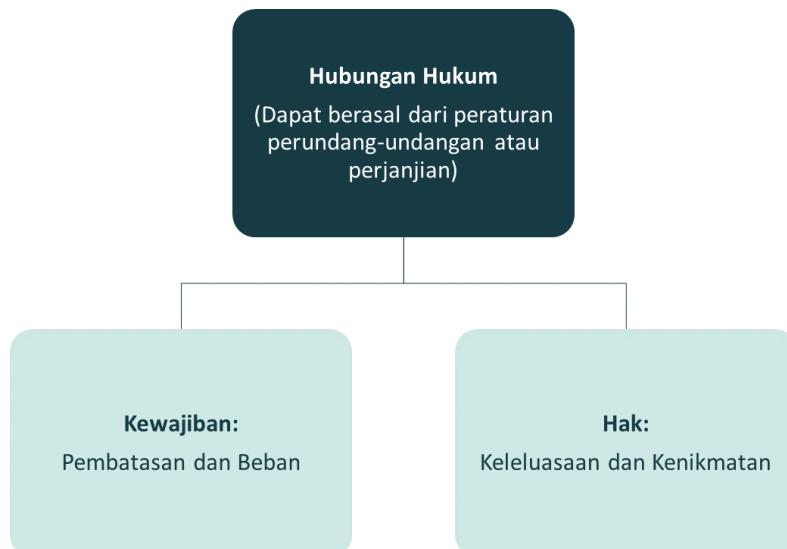 Hubungan Hukum
(Dapat berasal dari peraturan
perundang-undangan atau
perjanjian)
Kewajiban:
Pembatasan dan Beban
Hak:
Keleluasaan dan Kenikmatan